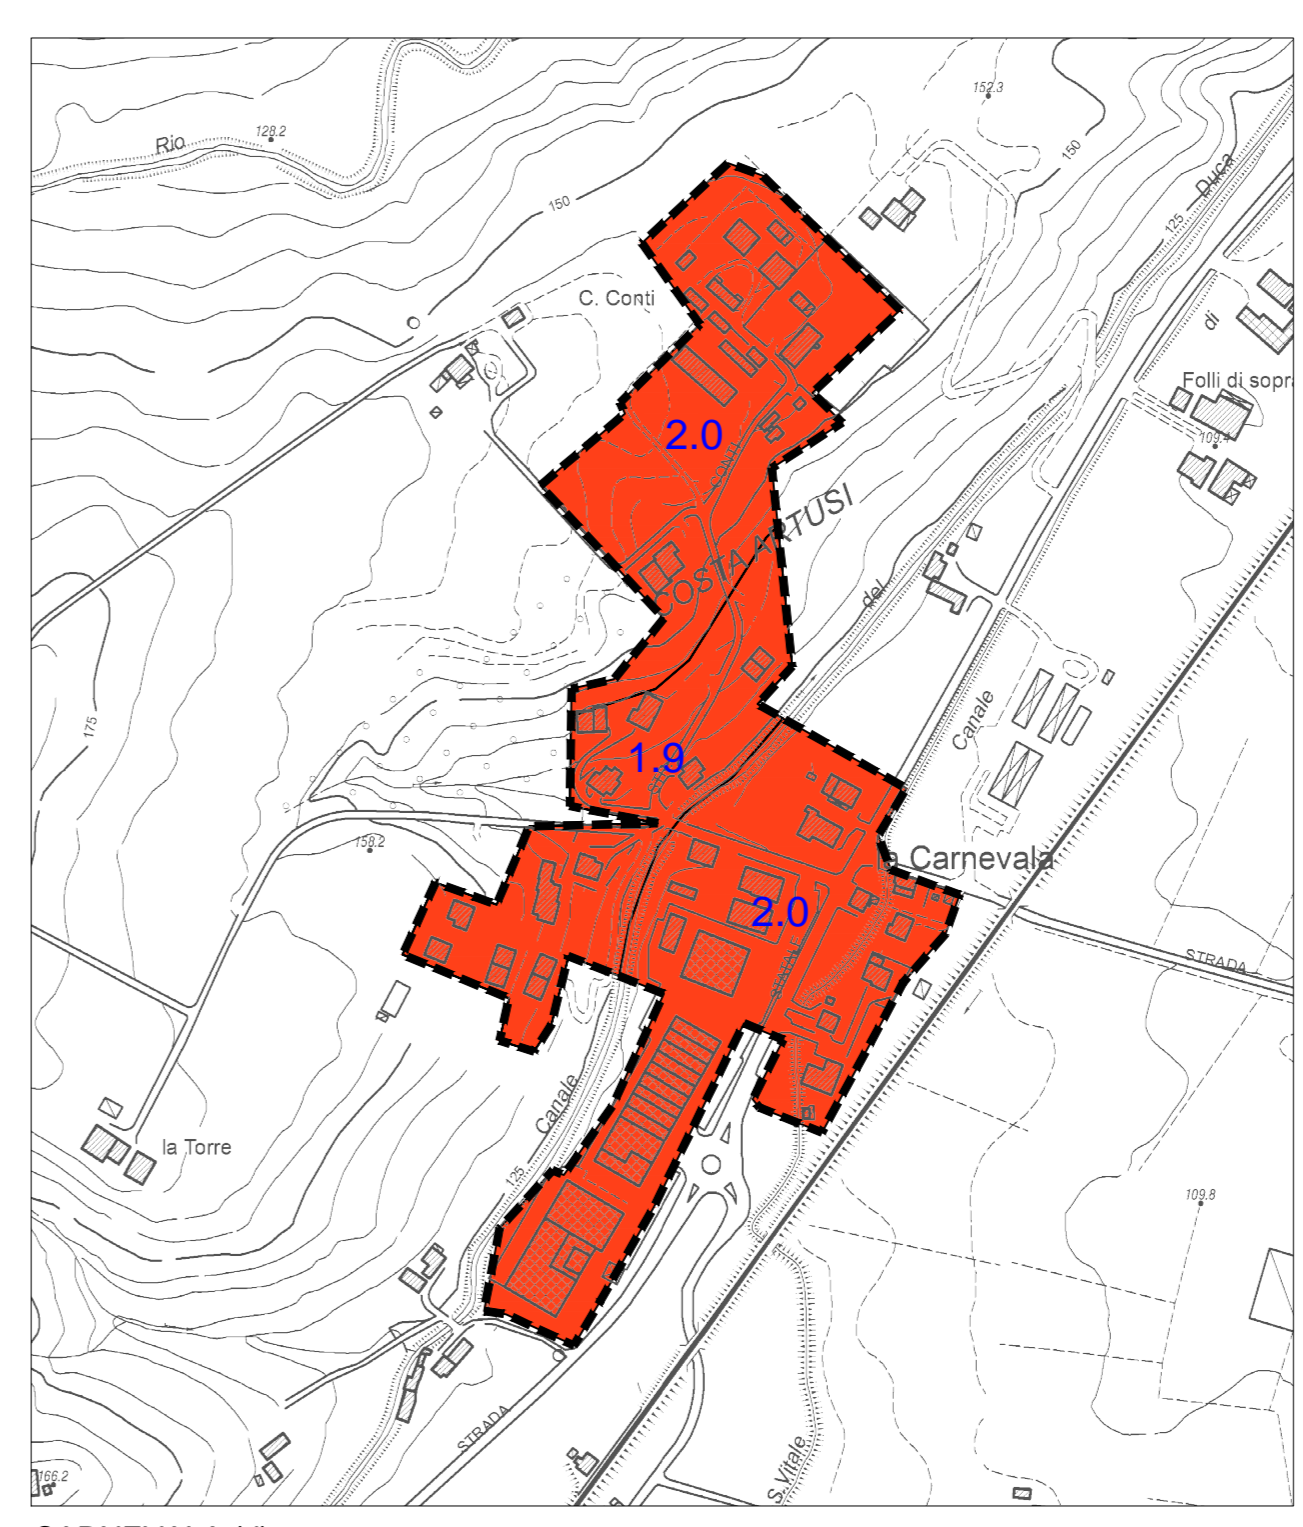 152.3
128.2
Rio
150
150
Duca
125
C. Conti
di
Folli di sopra
109.4
2.0
CONTI
COSTA ARTUSI
del
175
Canale
1.9
158.2
la Carnevala
2.0
STATALE
STRADA
Canale
125
la Torre
109.8
STRADA
S. Vitale
166.2